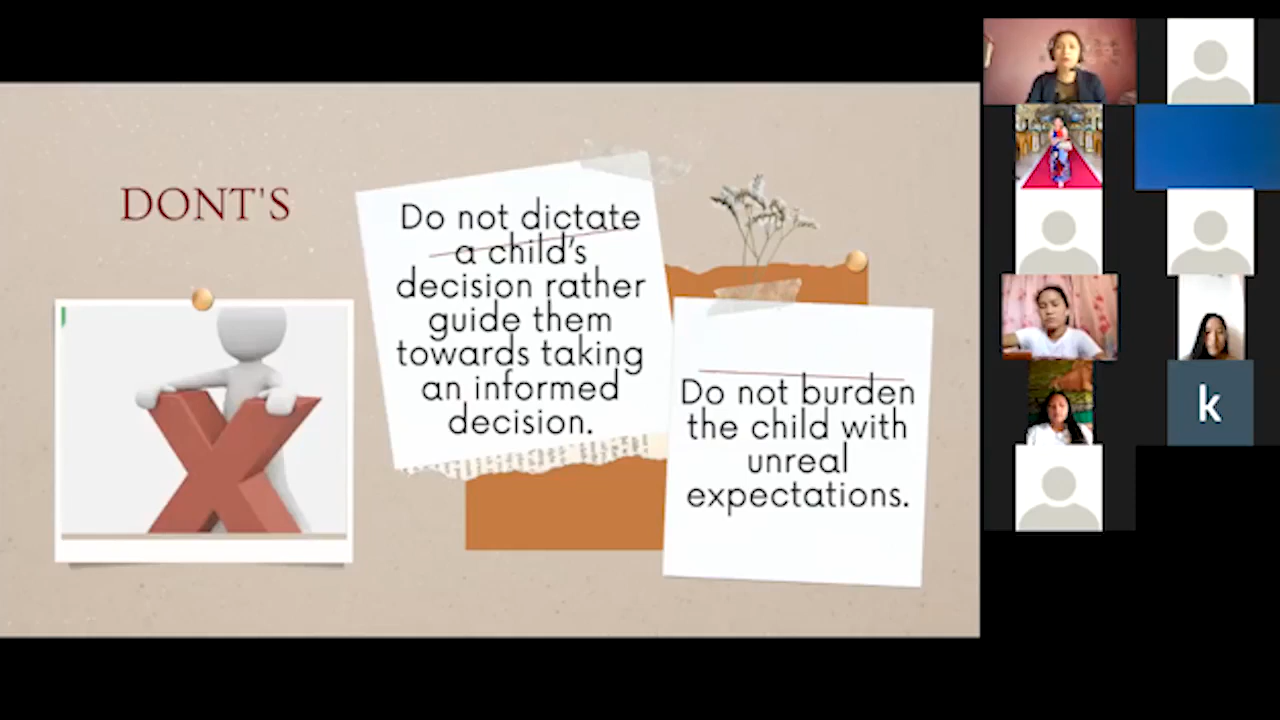 DONT'S
Do not dictate
a child's
decision rather
guide them
towards taking
an informed
decision.
Do not burden
the child with
unreal
expectations.
k